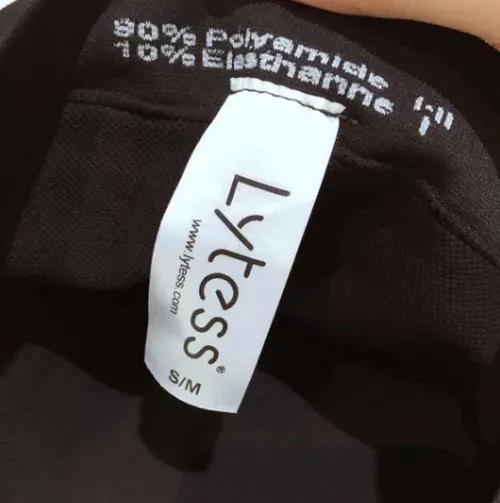 90% Polyamide
10% Elasthanne
Lytess®
www.lytess.com
S/M